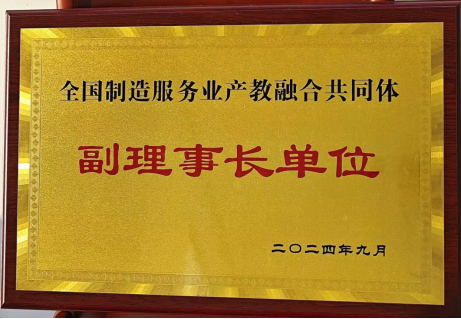 全国制造服务业产教融合共同体
副理事长单位
二〇二四年九月